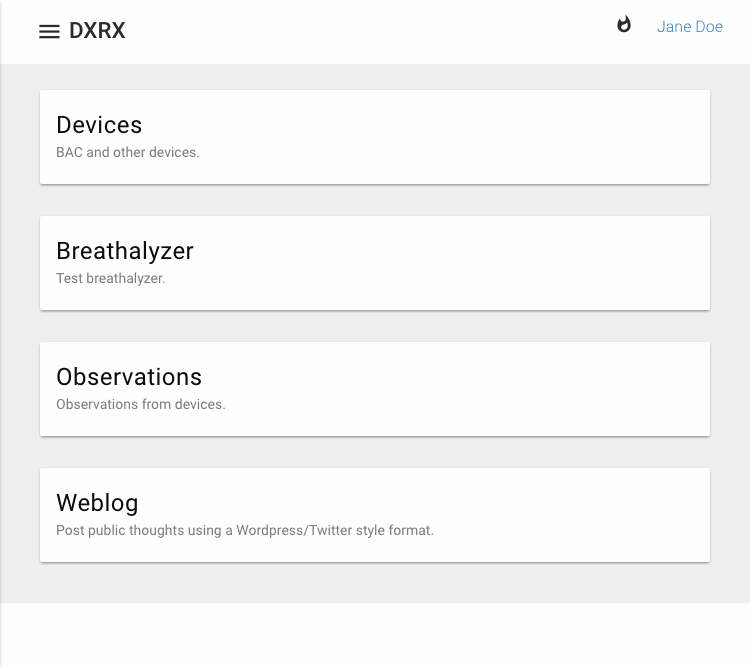 DXRX
Jane Doe
Devices
BAC and other devices.
Breathalyzer
Test breathalyzer.
Observations
Observations from devices.
Weblog
Post public thoughts using a Wordpress/Twitter style format.